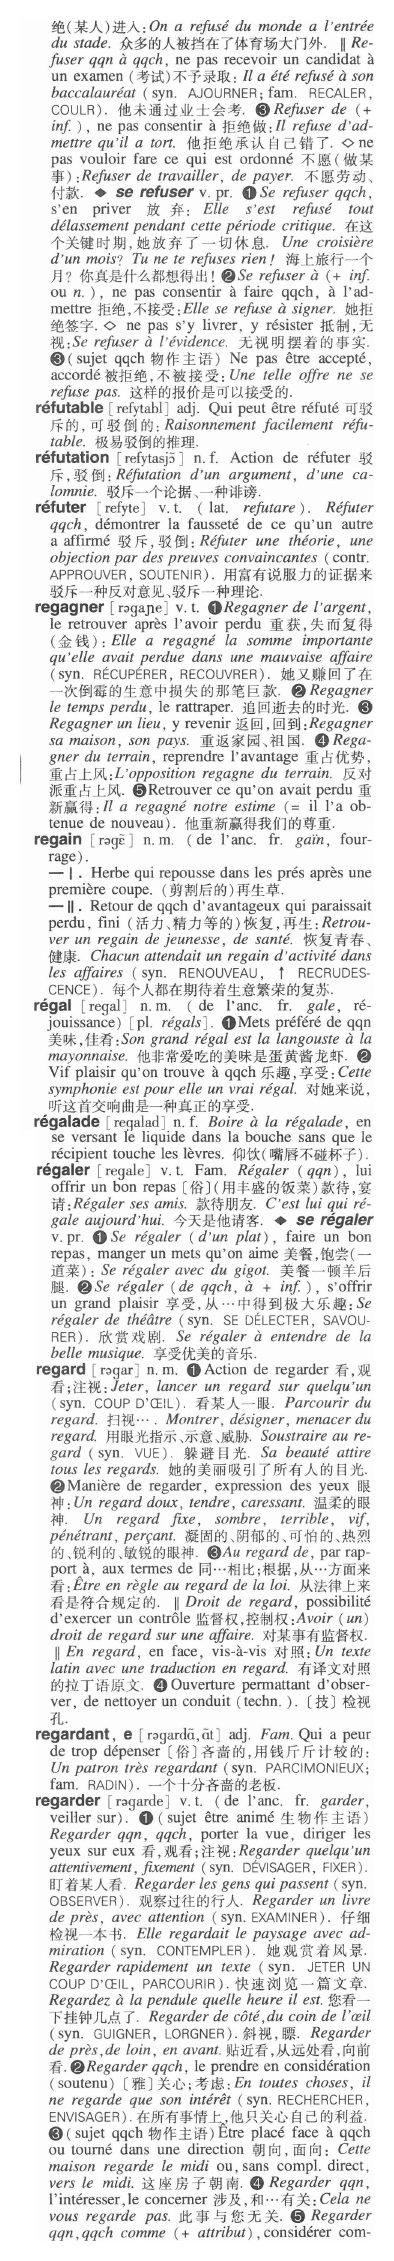 绝(某人)进入:On a refusé du monde a l'entrée
du stade. 众多的人被挡在了体育场大门外. ‖ Re-
fuser qqn à qqch, ne pas recevoir un candidat à
un examen (考试)不予录取: Il a été refusé à son
baccalauréat (syn. AJOURNER; fam. RECALER,
COULR). 他未通过业士会考. ❸ Refuser de (+
inf.), ne pas consentir à 拒绝做: Il refuse d'ad-
mettre qu'il a tort. 他拒绝承认自己错了. ◇ ne
pas vouloir fare ce qui est ordonné 不愿(做某
事):Refuser de travailler, de payer. 不愿劳动、
付款. ◆ se refuser v. pr. ❶ Se refuser qqch,
s'en priver 放弃: Elle s'est refusé tout
délassement pendant cette période critique. 在这
个关键时期,她放弃了一切休息. Une croisière
d'un mois? Tu ne te refuses rien! 海上旅行一个
月? 你真是什么都想得出! ❷ Se refuser à (+ inf.
ou n.), ne pas consentir à faire qqch, à l'ad-
mettre 拒绝,不接受:Elle se refuse à signer. 她拒
绝签字. ◇ ne pas s'y livrer, y résister 抵制,无
视:Se refuser à l'évidence. 无视明摆着的事实.
❸ (sujet qqch 物作主语) Ne pas être accepté,
accordé 被拒绝,不被接受: Une telle offre ne se
refuse pas. 这样的报价是可以接受的.
réfutable [refytabl] adj. Qui peut être réfuté 可驳
斥的, 可驳倒的: Raisonnement facilement réfu-
table. 极易驳倒的推理.
réfutation [refytasjɔ̃] n. f. Action de réfuter 驳
斥,驳倒: Réfutation d'un argument, d'une ca-
lomnie. 驳斥一个论据、一种诽谤.
réfuter [refyte] v. t. (lat. refutare). Réfuter
qqch, démontrer la fausseté de ce qu'un autre
a affirmé 驳斥,驳倒: Réfuter une théorie, une
objection par des preuves convaincantes (contr.
APPROUVER, SOUTENIR). 用富有说服力的证据来
驳斥一种反对意见、驳斥一种理论.
regagner [rəgaɲe] v. t. ❶ Regagner de l'argent,
le retrouver après l'avoir perdu 重获,失而复得
(金钱): Elle a regagné la somme importante
qu'elle avait perdue dans une mauvaise affaire
(syn. RÉCUPÉRER, RECOUVRER). 她又赚回了在
一次倒霉的生意中损失的那笔巨款. ❷ Regagner
le temps perdu, le rattraper. 追回逝去的时光. ❸
Regagner un lieu, y revenir 返回,回到:Regagner
sa maison, son pays. 重返家园、祖国. ❹ Rega-
gner du terrain, reprendre l'avantage 重占优势,
重占上风:L'opposition regagne du terrain. 反对
派重占上风. ❺ Retrouver ce qu'on avait perdu 重
新赢得: Il a regagné notre estime (= il l'a ob-
tenue de nouveau). 他重新赢得我们的尊重.
regain [rəgɛ̃] n. m. (de l'anc. fr. gaïn, four-
rage).
— I. Herbe qui repousse dans les prés après une
première coupe. (剪割后的)再生草.
— II. Retour de qqch d'avantageux qui paraissait
perdu, fini (活力、精力等的)恢复,再生: Retrou-
ver un regain de jeunesse, de santé. 恢复青春、
健康. Chacun attendait un regain d'activité dans
les affaires (syn. RENOUVEAU, ↑ RECRUDES-
CENCE). 每个人都在期待着生意繁荣的复苏.
régal [regal] n. m. (de l'anc. fr. gale, ré-
jouissance) [pl. régals]. ❶ Mets préféré de qqn
美味,佳肴:Son grand régal est la langouste à la
mayonnaise. 他非常爱吃的美味是蛋黄酱龙虾. ❷
Vif plaisir qu'on trouve à qqch 乐趣,享受: Cette
symphonie est pour elle un vrai régal. 对她来说,
听这首交响曲是一种真正的享受.
régalade [regalad] n. f. Boire à la régalade, en
se versant le liquide dans la bouche sans que le
récipient touche les lèvres. 仰饮(嘴唇不碰杯子).
régaler [regale] v. t. Fam. Régaler (qqn), lui
offrir un bon repas [俗](用丰盛的饭菜)款待,宴
请:Régaler ses amis. 款待朋友. C'est lui qui ré-
gale aujourd'hui. 今天是他请客. ◆ se régaler
v. pr. ❶ Se régaler (d'un plat), faire un bon
repas, manger un mets qu'on aime 美餐,饱尝(一
道菜): Se régaler avec du gigot. 美餐一顿羊后
腿. ❷ Se régaler (de qqch, à + inf.), s'offrir
un grand plaisir 享受,从…中得到极大乐趣: Se
régaler de théâtre (syn. SE DÉLECTER, SAVOU-
RER). 欣赏戏剧. Se régaler à entendre de la
belle musique. 享受优美的音乐.
regard [rəgar] n. m. ❶ Action de regarder 看,观
看;注视: Jeter, lancer un regard sur quelqu'un
(syn. COUP D'ŒIL). 看某人一眼. Parcourir du
regard. 扫视…. Montrer, désigner, menacer du
regard. 用眼光指示、示意、威胁. Soustraire au re-
gard (syn. VUE). 躲避目光. Sa beauté attire
tous les regards. 她的美丽吸引了所有人的目光.
❷ Manière de regarder, expression des yeux 眼
神: Un regard doux, tendre, caressant. 温柔的眼
神. Un regard fixe, sombre, terrible, vif,
pénétrant, perçant. 凝固的、阴郁的、可怕的、热烈
的、锐利的、敏锐的眼神. ❸ Au regard de, par rap-
port à, aux termes de 同…相比;根据,从…方面来
看: Être en règle au regard de la loi. 从法律上来
看是符合规定的. ‖ Droit de regard, possibilité
d'exercer un contrôle 监督权,控制权: Avoir (un)
droit de regard sur une affaire. 对某事有监督权.
‖ En regard, en face, vis-à-vis 对照: Un texte
latin avec une traduction en regard. 有译文对照
的拉丁语原文. ❹ Ouverture permattant d'obser-
ver, de nettoyer un conduit (techn.). [技] 检视
孔.
regardant, e [rəgardɑ̃, ɑ̃t] adj. Fam. Qui a peur
de trop dépenser [俗]吝啬的,用钱斤斤计较的:
Un patron très regardant (syn. PARCIMONIEUX;
fam. RADIN). 一个十分吝啬的老板.
regarder [rəgarde] v. t. (de l'anc. fr. garder,
veiller sur). ❶ (sujet être animé 生物作主语)
Regarder qqn, qqch, porter la vue, diriger les
yeux sur eux 看,观看;注视:Regarder quelqu'un
attentivement, fixement (syn. DÉVISAGER, FIXER).
盯着某人看. Regarder les gens qui passent (syn.
OBSERVER). 观察过往的行人. Regarder un livre
de près, avec attention (syn. EXAMINER). 仔细
检视一本书. Elle regardait le paysage avec ad-
miration (syn. CONTEMPLER). 她观赏着风景.
Regarder rapidement un texte (syn. JETER UN
COUP D'ŒIL, PARCOURIR). 快速浏览一篇文章.
Regardez à la pendule quelle heure il est. 您看一
下挂钟几点了. Regarder de côté, du coin de l'œil
(syn. GUIGNER, LORGNER). 斜视,瞟. Regarder
de près, de loin, en avant. 贴近看,从远处看,向前
看. ❷ Regarder qqch, le prendre en considération
(soutenu) [雅]关心;考虑: En toutes choses, il
ne regarde que son intérêt (syn. RECHERCHER,
ENVISAGER). 在所有事情上,他只关心自己的利益.
❸ (sujet qqch 物作主语) Être placé face à qqch
ou tourné dans une direction 朝向,面向: Cette
maison regarde le midi ou, sans compl. direct,
vers le midi. 这座房子朝南. ❹ Regarder qqn,
l'intéresser, le concerner 涉及,和…有关: Cela ne
vous regarde pas. 此事与您无关. ❺ Regarder
qqn, qqch comme (+ attribut), considérer com-